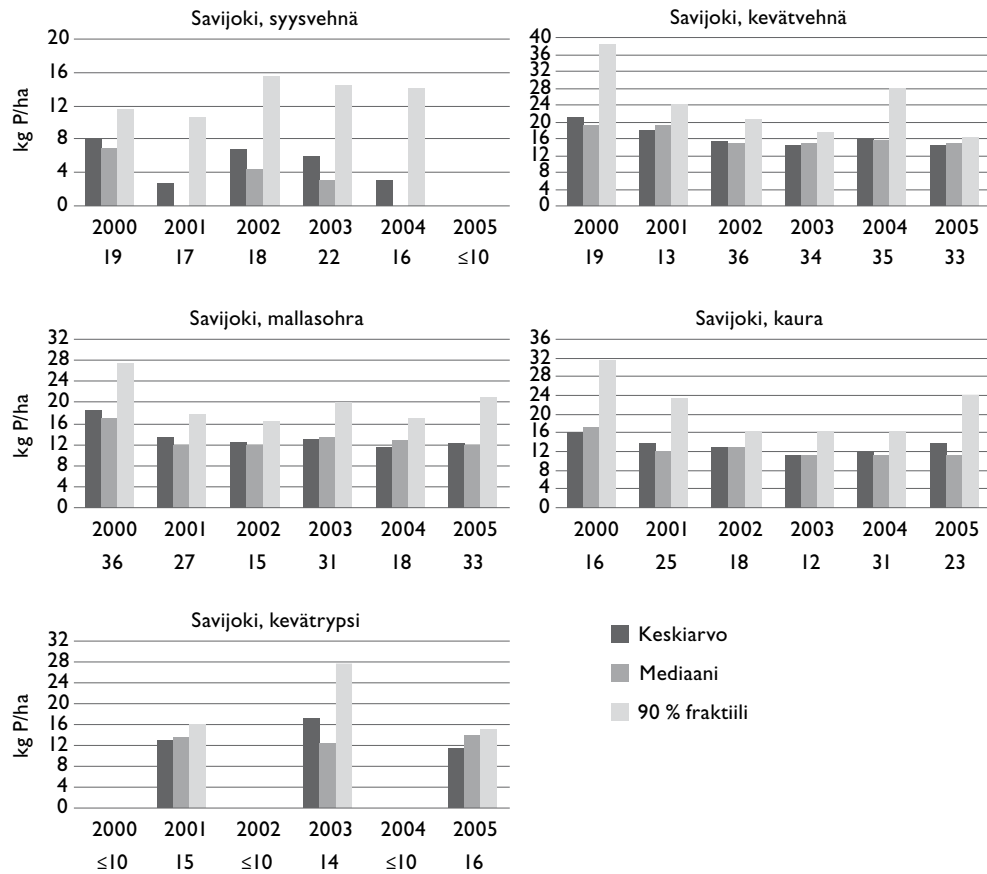 Savijoki, syysvehnä
kg P/ha
20
16
12
8
4
0
2000 2001 2002 2003 2004 2005
19 17 18 22 16 ≤10
Savijoki, kevätvehnä
40
36
32
28
24
20
16
12
8
4
0
2000 2001 2002 2003 2004 2005
19 13 36 34 35 33
Savijoki, mallasohra
kg P/ha
32
28
24
20
16
12
8
4
0
2000 2001 2002 2003 2004 2005
36 27 15 31 18 33
Savijoki, kaura
36
32
28
24
20
16
12
8
4
0
2000 2001 2002 2003 2004 2005
16 25 18 12 31 23
Savijoki, kevätrypsi
kg P/ha
32
28
24
20
16
12
8
4
0
2000 2001 2002 2003 2004 2005
≤10 15 ≤10 14 ≤10 16
Keskiarvo
Mediaani
90 % fraktiili